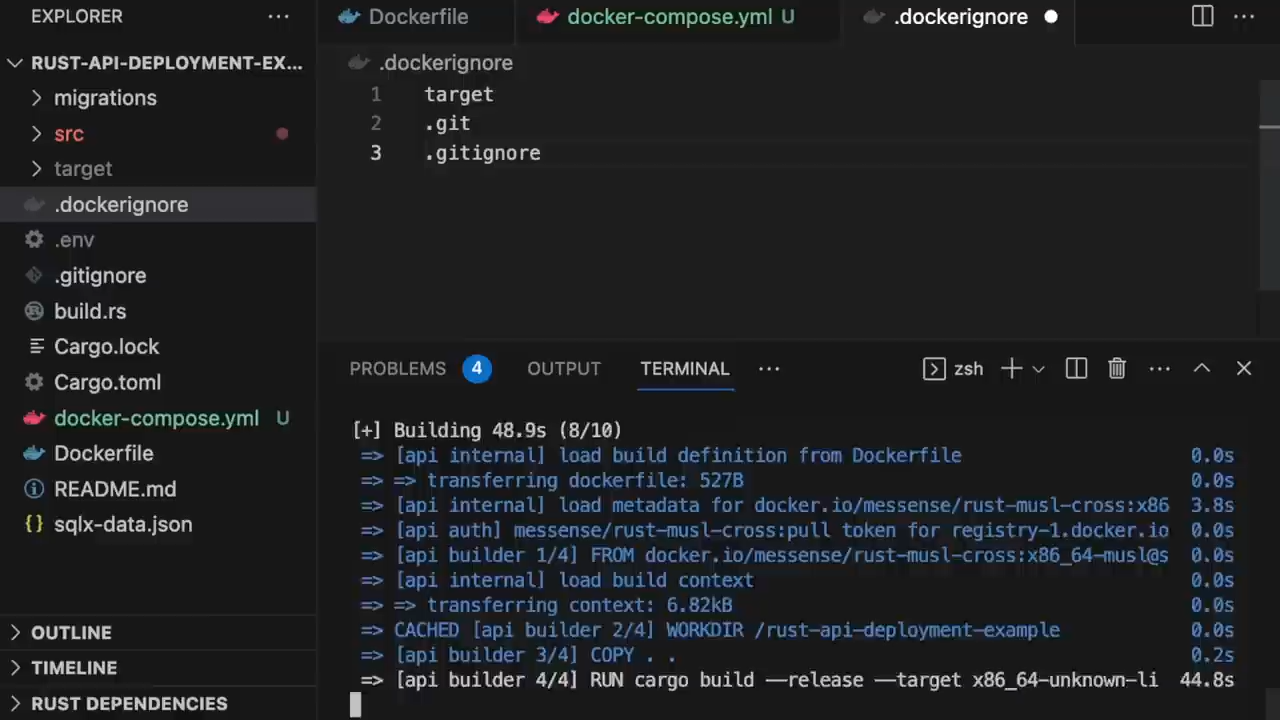 EXPLORER
RUST-API-DEPLOYMENT-EX...
migrations
src
target
.dockerignore
.env
.gitignore
build.rs
Cargo.lock
Cargo.toml
docker-compose.yml U
Dockerfile
README.md
sqlx-data.json
OUTLINE
TIMELINE
RUST DEPENDENCIES
Dockerfile docker-compose.yml U .dockerignore
.dockerignore
1 target
2 .git
3 .gitignore
PROBLEMS 4 OUTPUT TERMINAL zsh
[+] Building 48.9s (8/10)
=> [api internal] load build definition from Dockerfile 0.0s
=> => transferring dockerfile: 527B 0.0s
=> [api internal] load metadata for docker.io/messense/rust-musl-cross:x86 3.8s
=> [api auth] messense/rust-musl-cross:pull token for registry-1.docker.io 0.0s
=> [api builder 1/4] FROM docker.io/messense/rust-musl-cross:x86_64-musl@s 0.0s
=> [api internal] load build context 0.0s
=> => transferring context: 6.82kB 0.0s
=> CACHED [api builder 2/4] WORKDIR /rust-api-deployment-example 0.0s
=> [api builder 3/4] COPY . . 0.2s
=> [api builder 4/4] RUN cargo build --release --target x86_64-unknown-li 44.8s